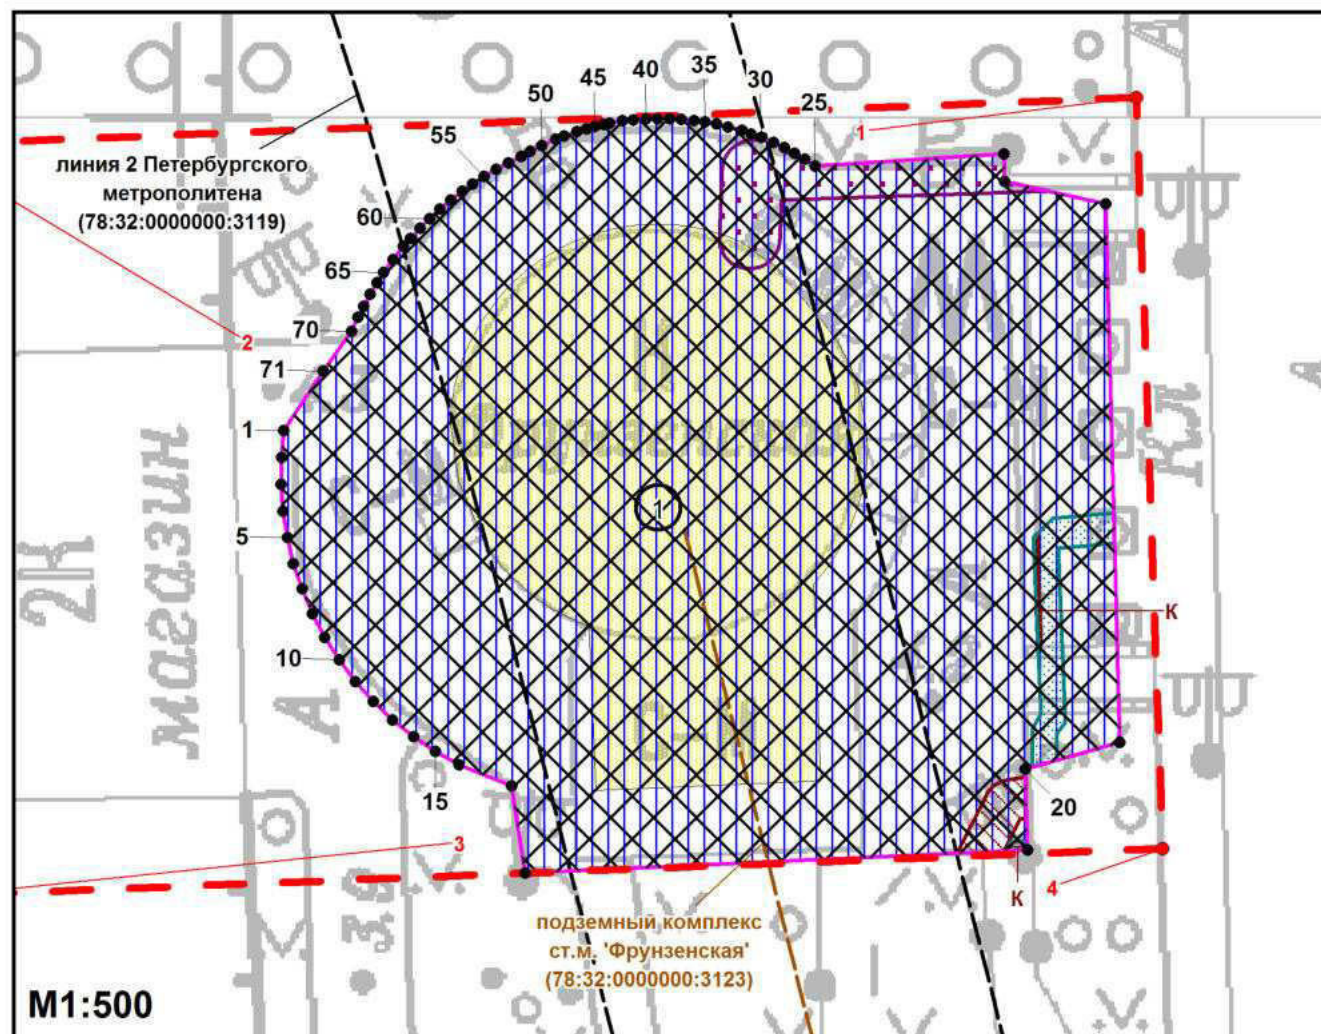 45
40
35
30
25
50
55
1
линия 2 Петербургского
метрополитена
(78:32:0000000:3119)
60
65
70
2
71
1
магазин
2К
5
1
К
А
10
15
20
3
4
К
подземный комплекс
ст.м. 'Фрунзенская'
(78:32:0000000:3123)
М1:500